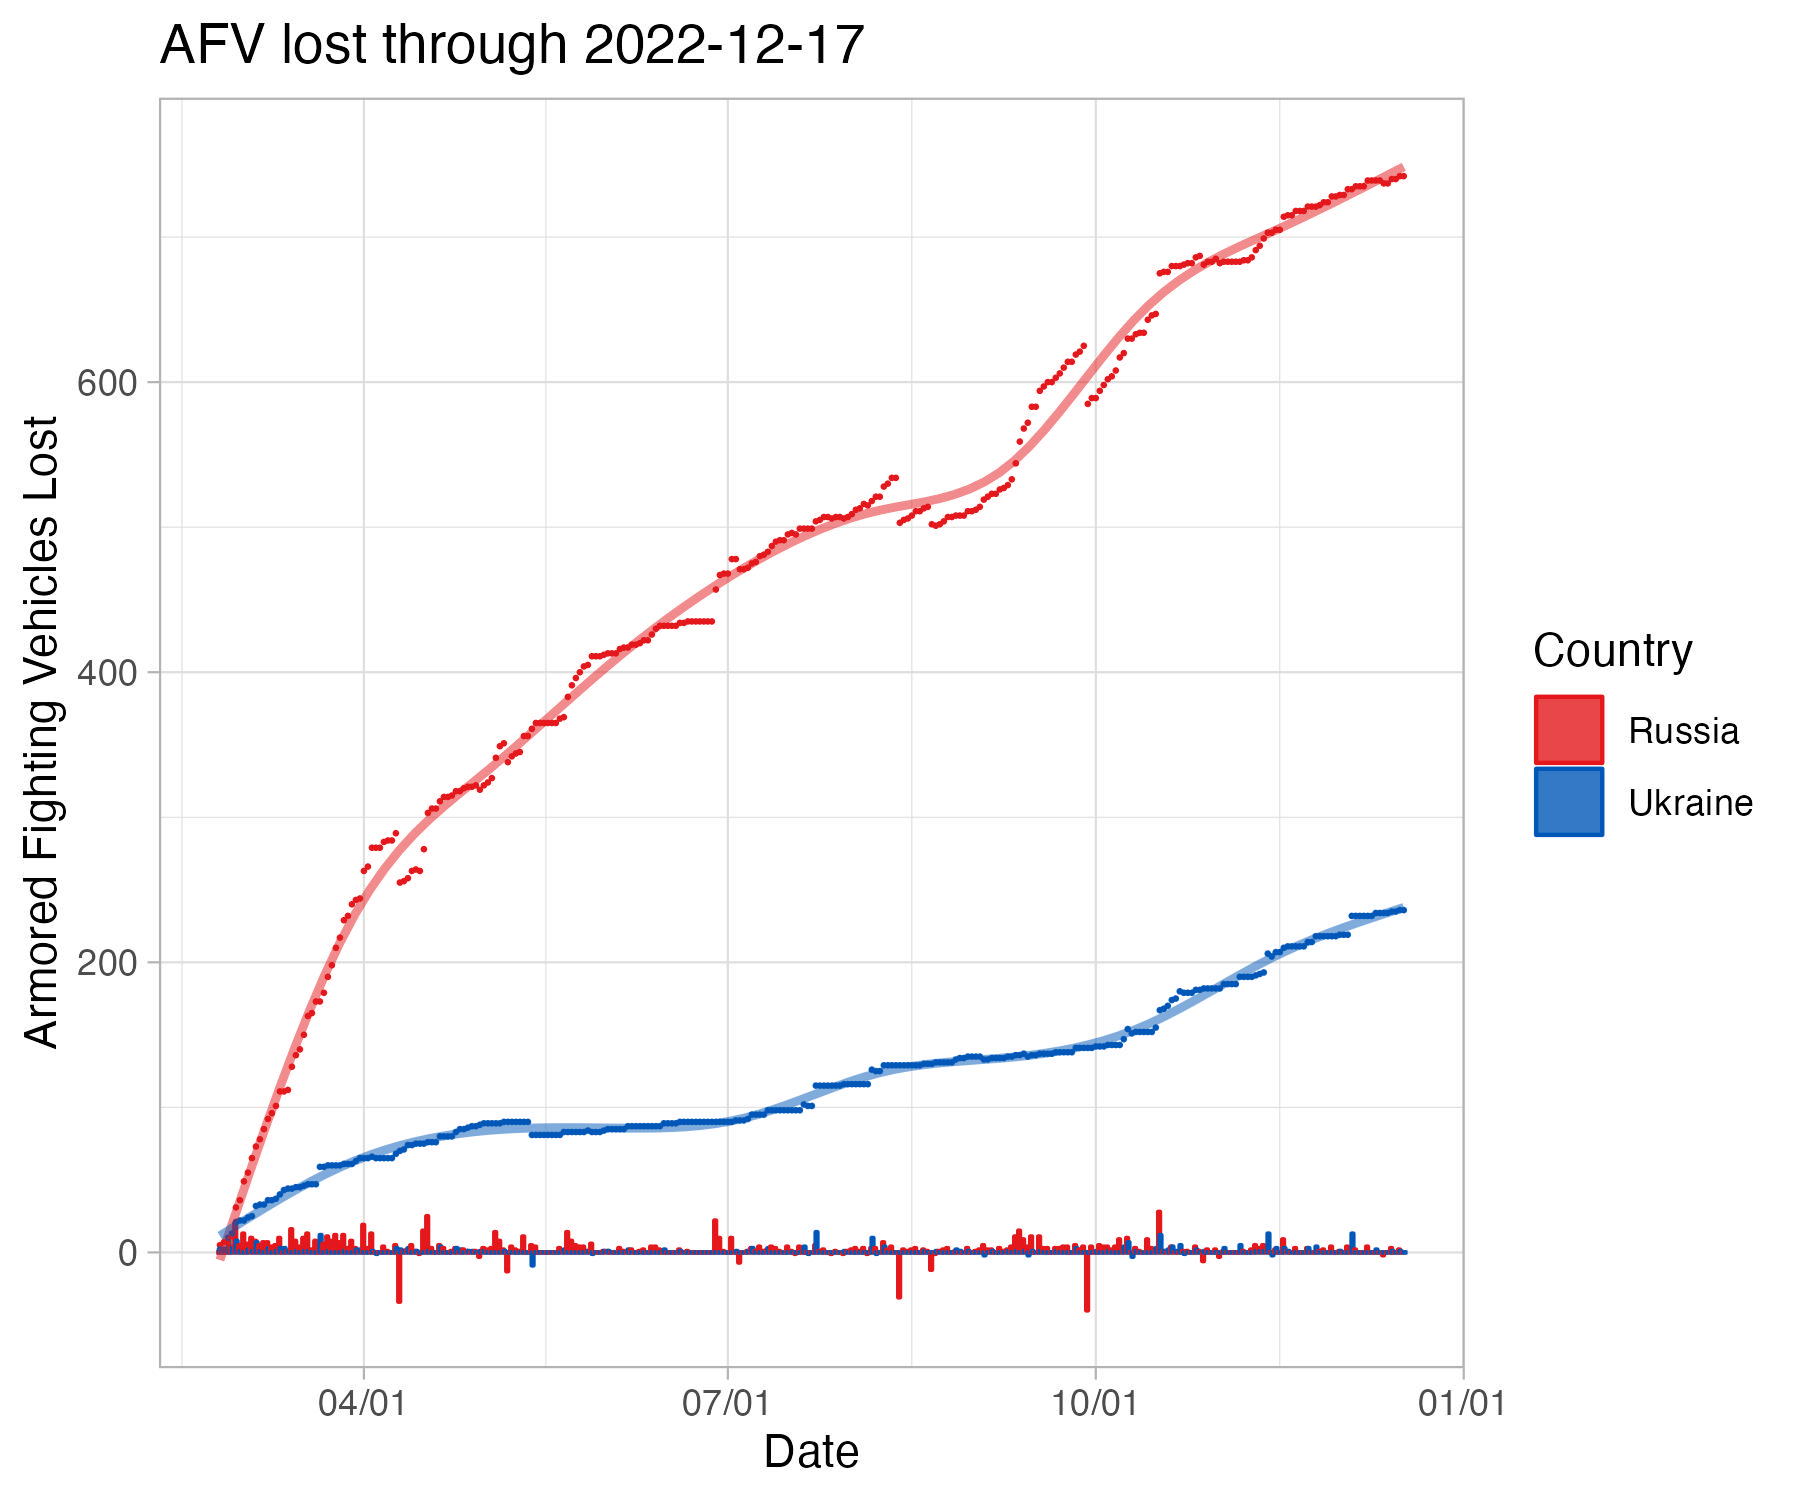 AFV lost through 2022-12-17
Armored Fighting Vehicles Lost
600
400
200
0
04/01
07/01
10/01
01/01
Date
Country
Russia
Ukraine